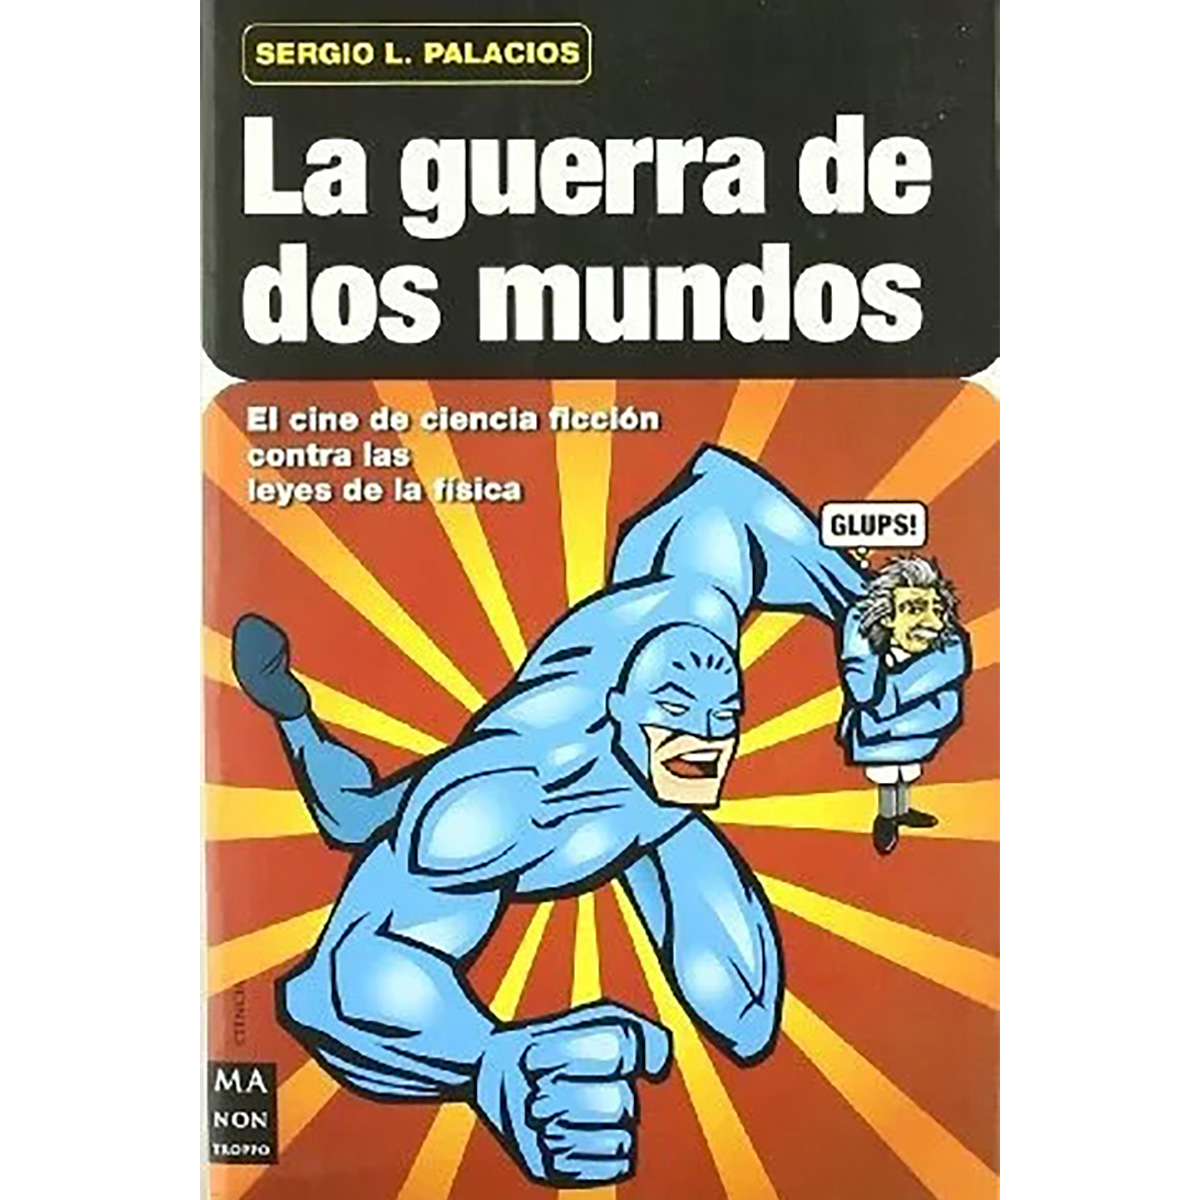 SERGIO L. PALACIOS
La guerra de
dos mundos
El cine de ciencia ficción
contra las
leyes de la física
GLUPS!
CIENCIA
MA
NON
TROPPO